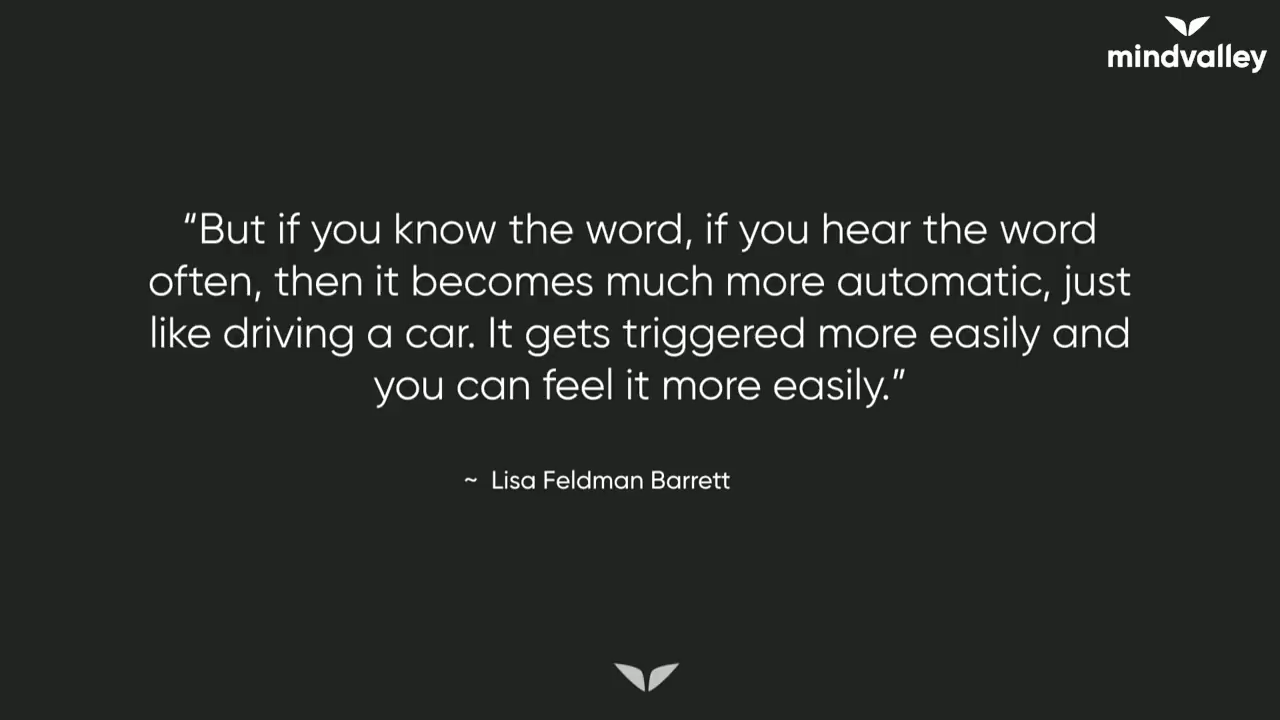 mindvalley
“But if you know the word, if you hear the word
often, then it becomes much more automatic, just
like driving a car. It gets triggered more easily and
you can feel it more easily.”
~ Lisa Feldman Barrett